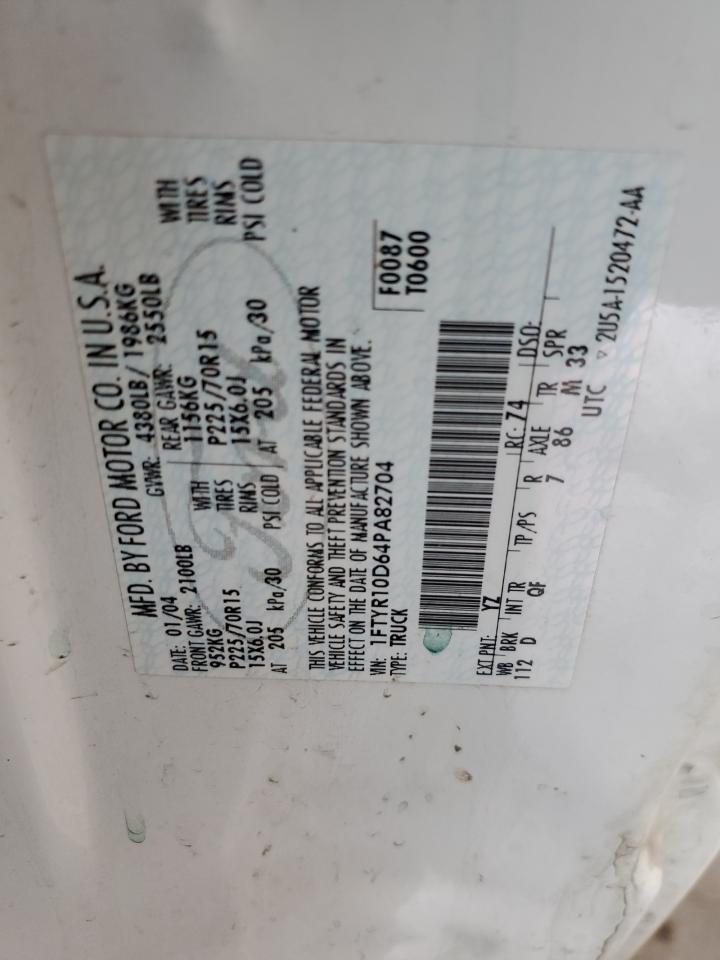 MFD. BY FORD MOTOR CO. IN U.S.A.
DATE: 01/04 GVWR: 4380LB/ 1986KG
FRONT GAWR: 2100LB REAR GAWR: 2550LB
952KG WITH 1156KG WITH
P225/70R15 TIRES P225/70R15 TIRES
15X6.0J RIMS 15X6.0J RIMS
AT 205 kPa/30 PSI COLD AT 205 kPa/30 PSI COLD
THIS VEHICLE CONFORMS TO ALL APPLICABLE FEDERAL MOTOR
VEHICLE SAFETY AND THEFT PREVENTION STANDARDS IN
EFFECT ON THE DATE OF MANUFACTURE SHOWN ABOVE.
VIN: 1FTYR10D64PA82704 F0087
TYPE: TRUCK T0600
EXT PNT: YZ RC: 74 DSO:
WB BRK INT TR TP/PS R AXLE TR SPR
112 D QF 7 86 M 33
UTC ▽ 2U5A-1520472-AA
Ford